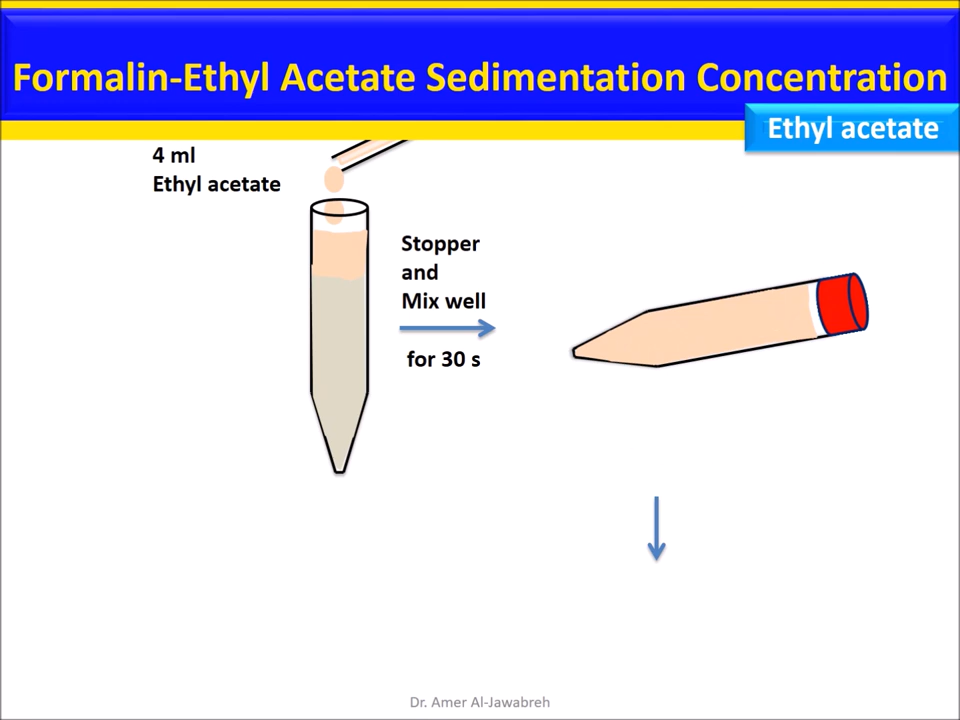 Formalin-Ethyl Acetate Sedimentation Concentration
Ethyl acetate
4 ml
Ethyl acetate
Stopper
and
Mix well
for 30 s
Dr. Amer Al-Jawabreh